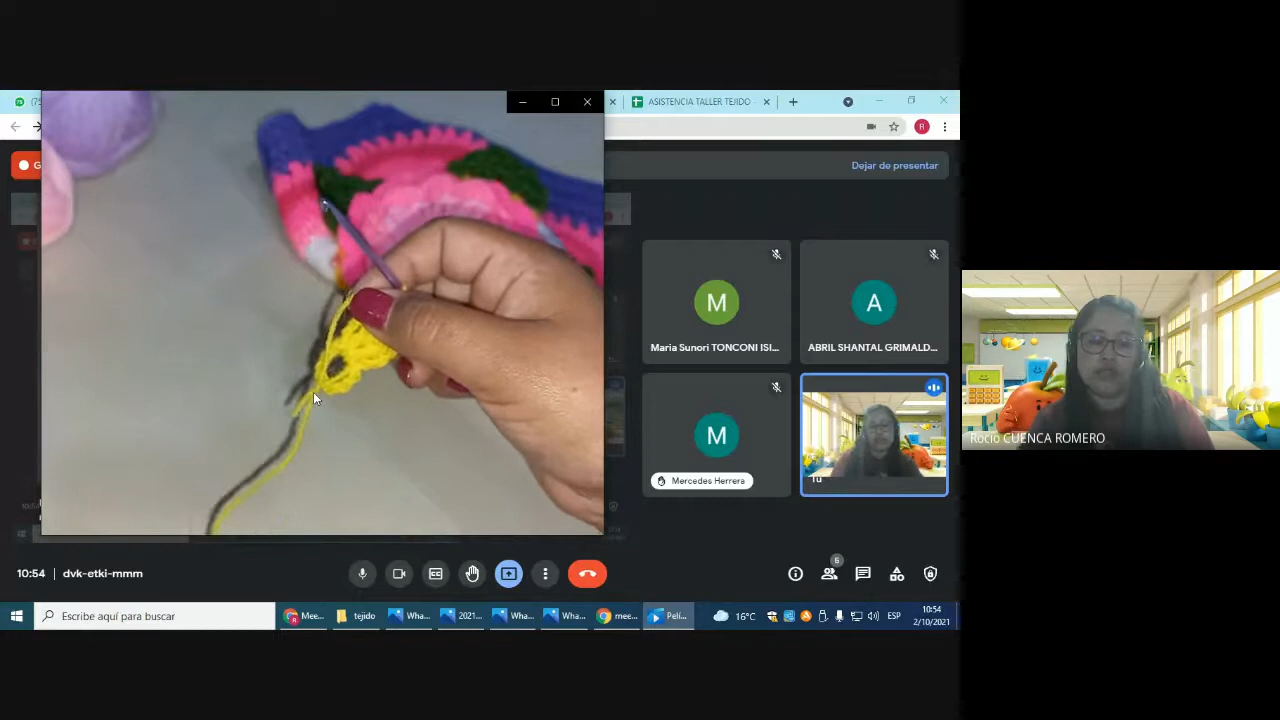 ASISTENCIA TALLER TEJIDO
R
G
Dejar de presentar
M
Maria Sunori TONCONI ISI...
A
ABRIL SHANTAL GRIMALD...
M
Mercedes Herrera
Tú
Rocio CUENCA ROMERO
10:54 | dvk-etki-mmm
5
Escribe aquí para buscar
Mee...
tejido
Wha...
2021...
Wha...
Wha...
mee...
Pelí...
16°C
ESP
10:54
2/10/2021